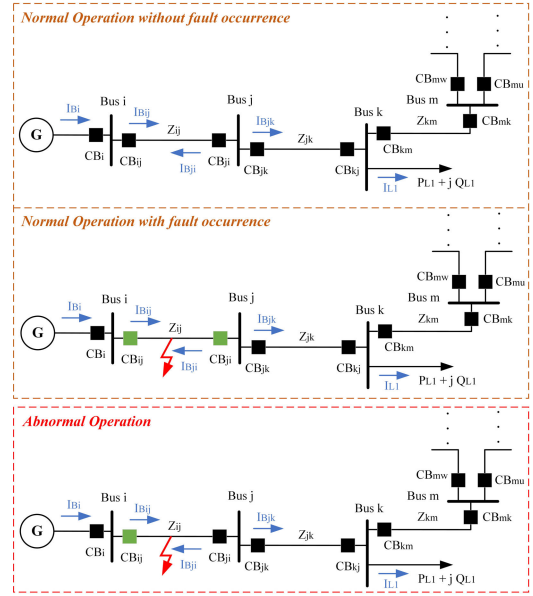 Normal Operation without fault occurrence
CBmw
CBmu
Bus m
Bus i
Bus j
IBi
IBij
IBjk
Bus k
Zkm
CBmk
G
Zij
Zjk
CBkm
CBi
CBij
IBji
CBji
CBjk
CBkj
IL1
PL1 + j QL1
Normal Operation with fault occurrence
CBmw
CBmu
Bus m
Bus i
Bus j
IBi
IBij
IBjk
Bus k
Zkm
CBmk
G
Zij
Zjk
CBkm
CBi
CBij
IBji
CBji
CBjk
CBkj
IL1
PL1 + j QL1
Abnormal Operation
CBmw
CBmu
Bus m
Bus i
Bus j
IBi
IBij
IBjk
Bus k
Zkm
CBmk
G
Zij
Zjk
CBkm
CBi
CBij
IBji
CBji
CBjk
CBkj
IL1
PL1 + j QL1